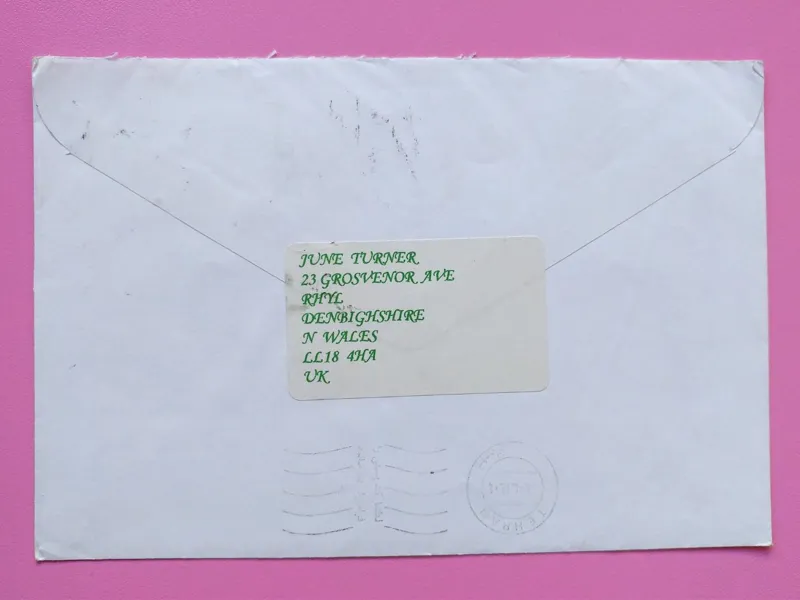 JUNE TURNER
23 GROSVENOR AVE
RHYL
DENBIGHSHIRE
N WALES
LL18 4HA
UK